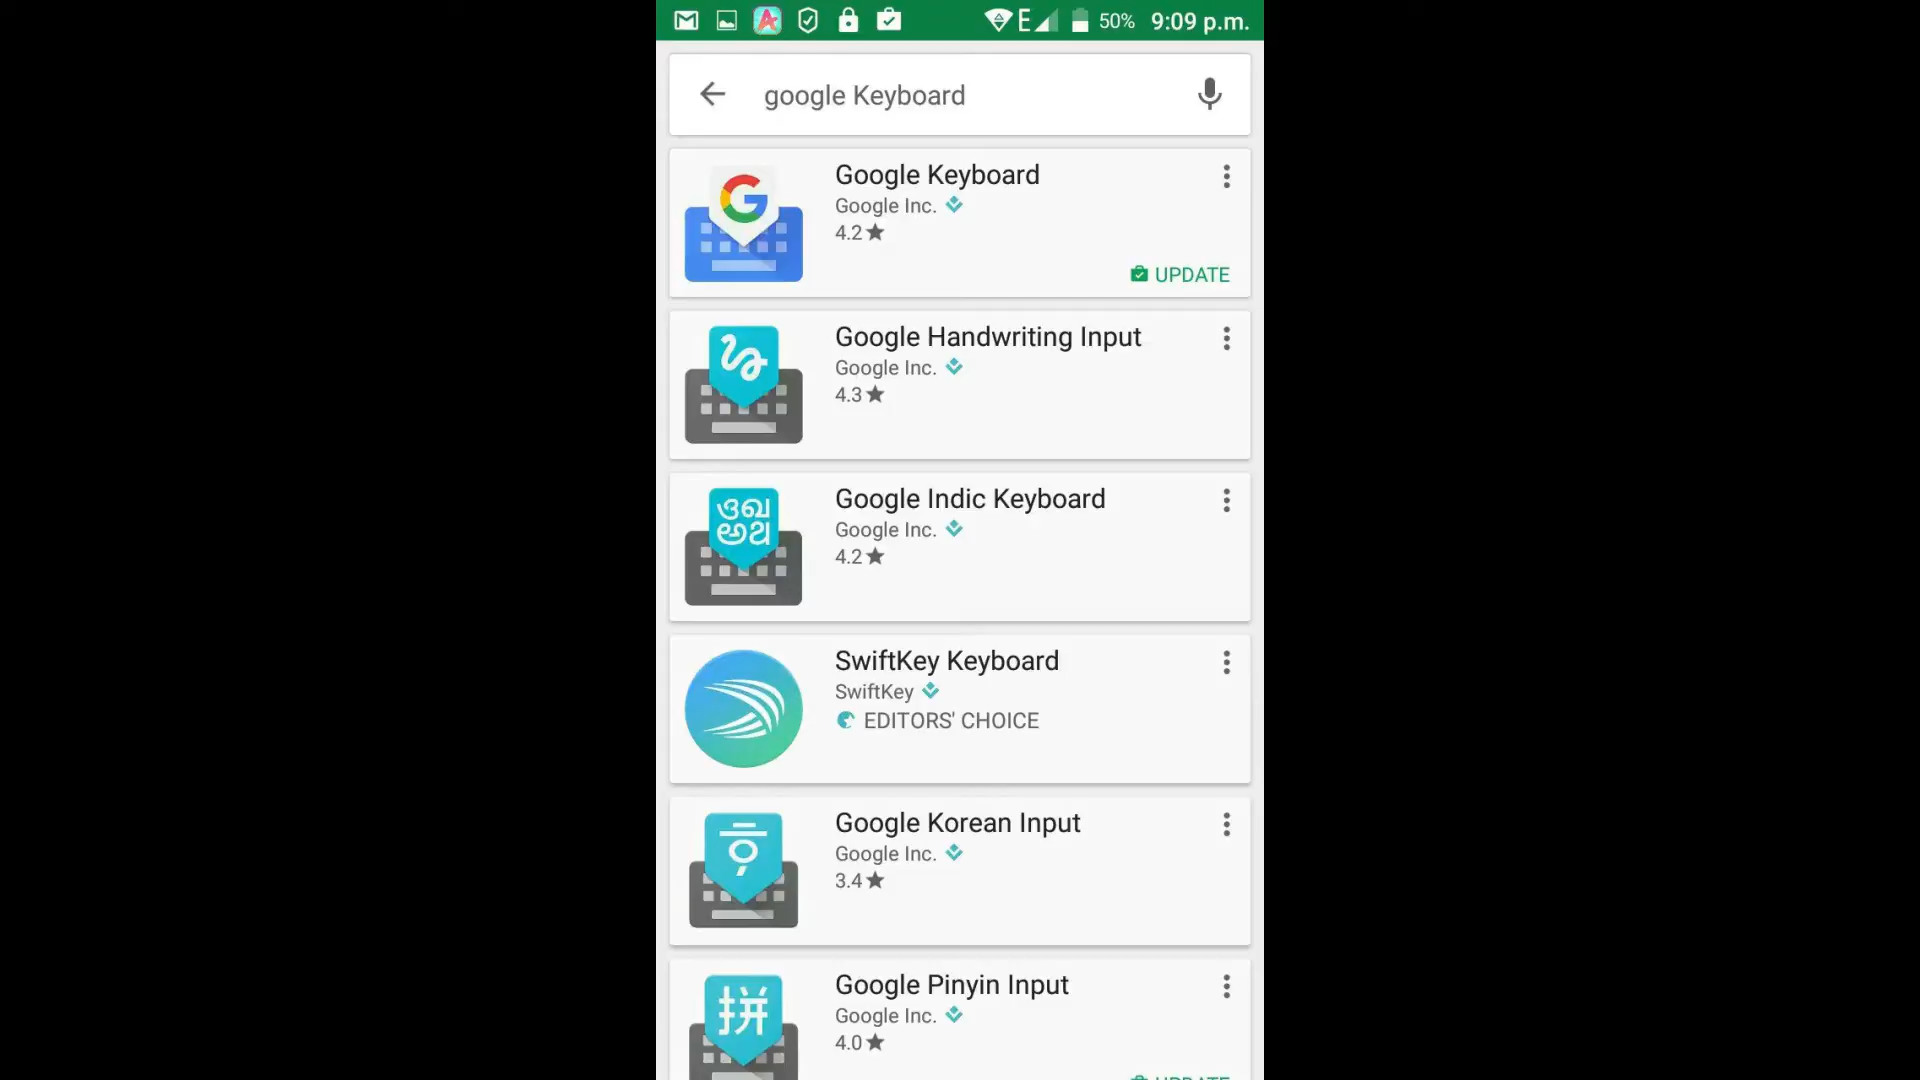 E 50% 9:09 p.m.
google Keyboard
Google Keyboard
Google Inc.
4.2★
UPDATE
Google Handwriting Input
Google Inc.
4.3★
Google Indic Keyboard
Google Inc.
4.2★
SwiftKey Keyboard
SwiftKey
EDITORS' CHOICE
Google Korean Input
Google Inc.
3.4★
拼
Google Pinyin Input
Google Inc.
4.0★
UPDATE